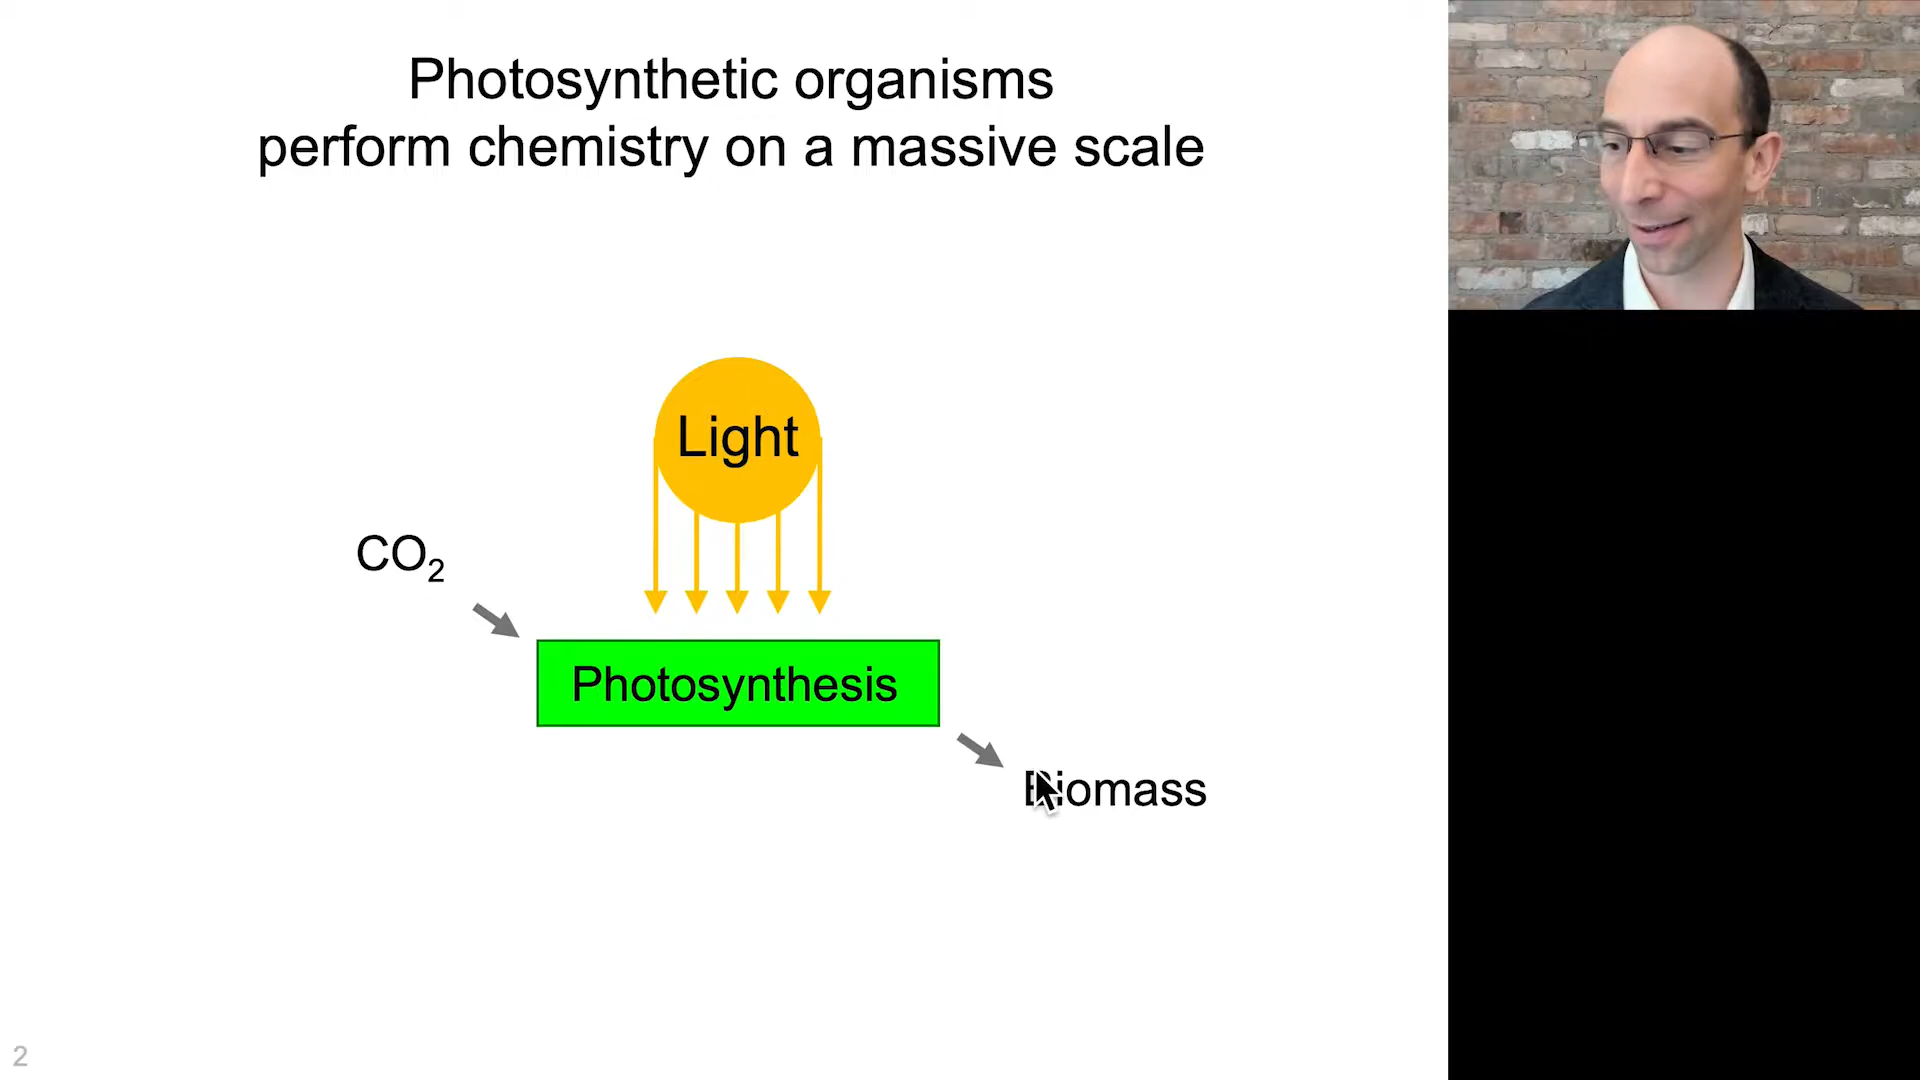 Photosynthetic organisms
perform chemistry on a massive scale
Light
CO₂
Photosynthesis
Biomass
2